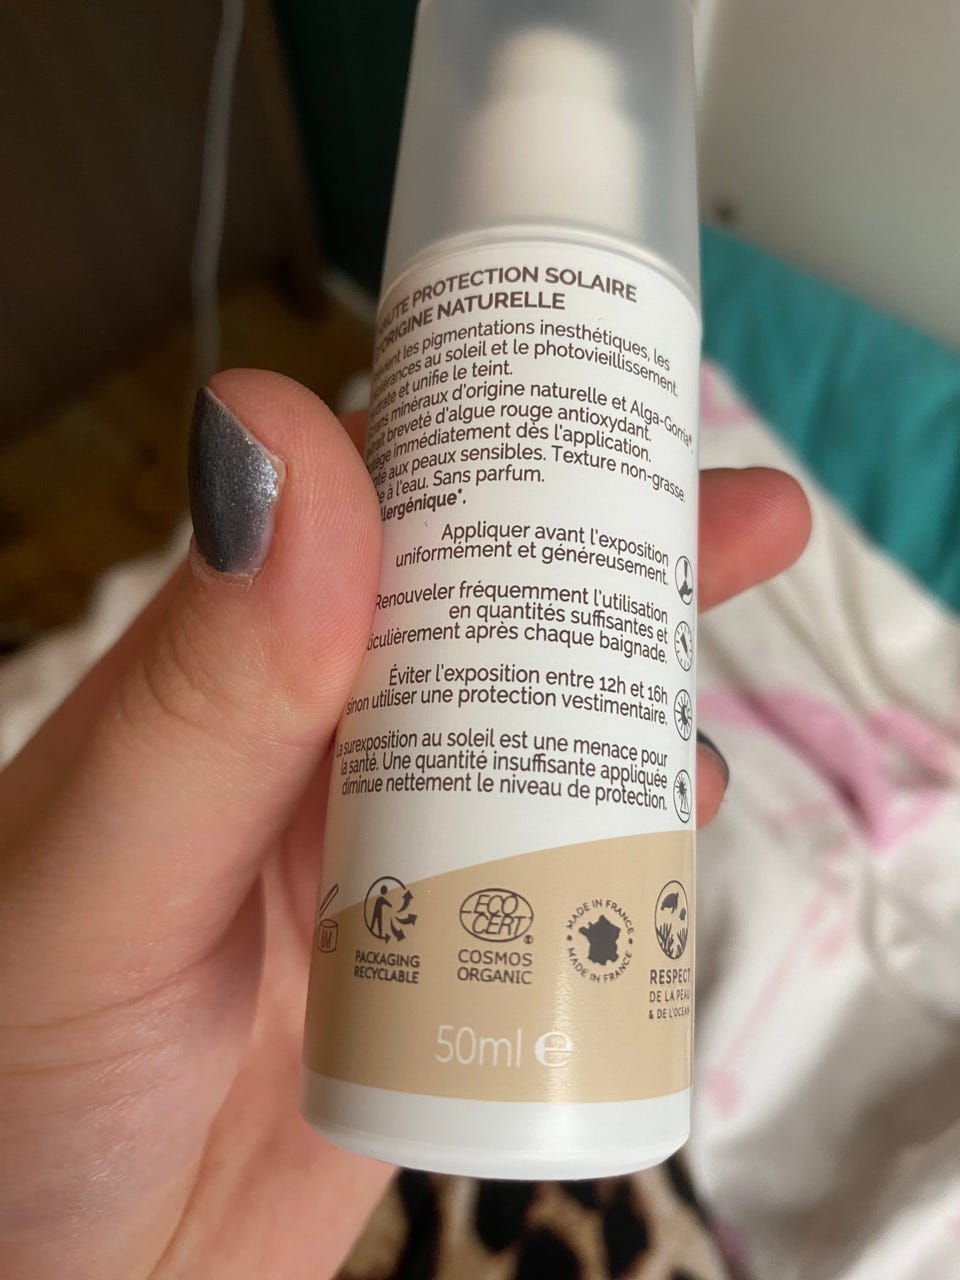 HAUTE PROTECTION SOLAIRE
D'ORIGINE NATURELLE
les pigmentations inesthétiques, les
au soleil et le photovieillissement.
et unifie le teint.
minéraux d'origine naturelle et Alga-Gorria®,
breveté d'algue rouge antioxydant.
immédiatement dès l'application.
aux peaux sensibles. Texture non-grasse,
à l'eau. Sans parfum.
Appliquer avant l'exposition
uniformément et généreusement.
Renouveler fréquemment l'utilisation
en quantités suffisantes et
après chaque baignade.
Éviter l'exposition entre 12h et 16h
sinon utiliser une protection vestimentaire.
La surexposition au soleil est une menace pour
la santé. Une quantité insuffisante appliquée
diminue nettement le niveau de protection.
PACKAGING
RECYCLABLE
ECO
CERT
COSMOS
ORGANIC
MADE IN FRANCE
MADE IN FRANCE
RESPECT
DE LA PEAU
& DE L'OCÉAN
50ml e